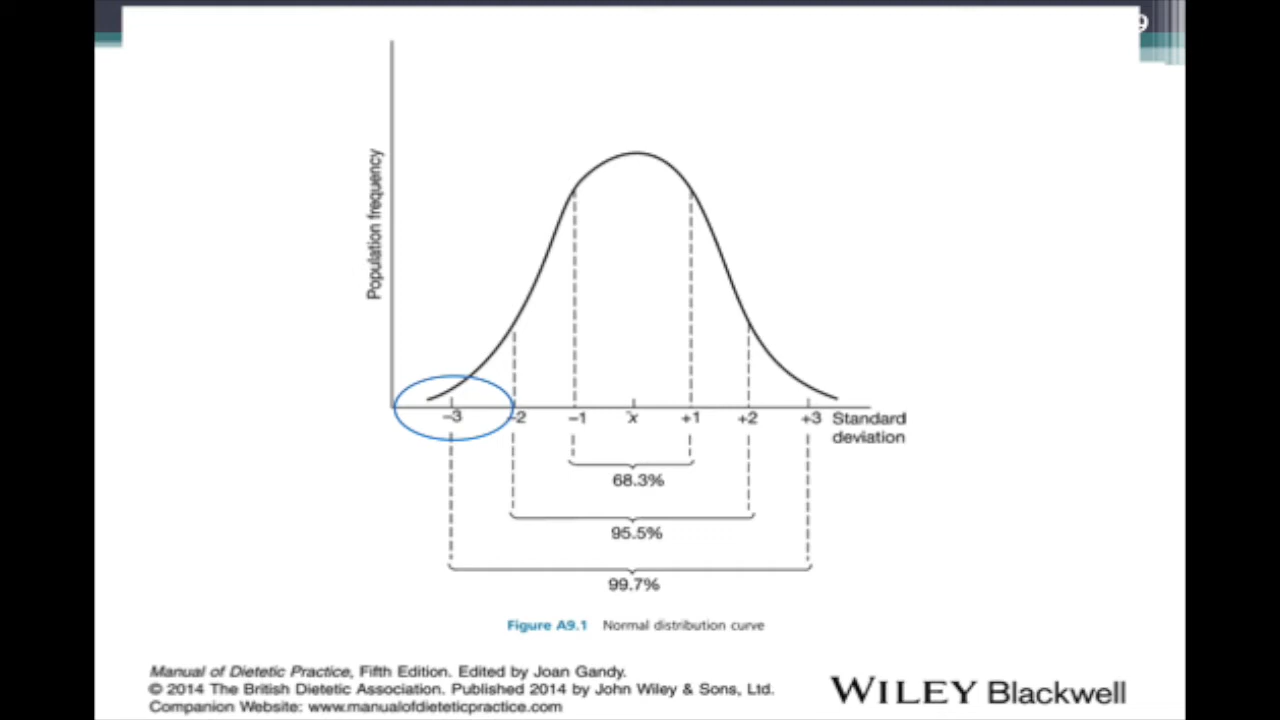 9
Population frequency
–3 –2 –1 x̄ +1 +2 +3 Standard
deviation
68.3%
95.5%
99.7%
Figure A9.1 Normal distribution curve
Manual of Dietetic Practice, Fifth Edition. Edited by Joan Gandy.
© 2014 The British Dietetic Association. Published 2014 by John Wiley & Sons, Ltd.
Companion Website: www.manualofdieteticpractice.com
WILEY Blackwell